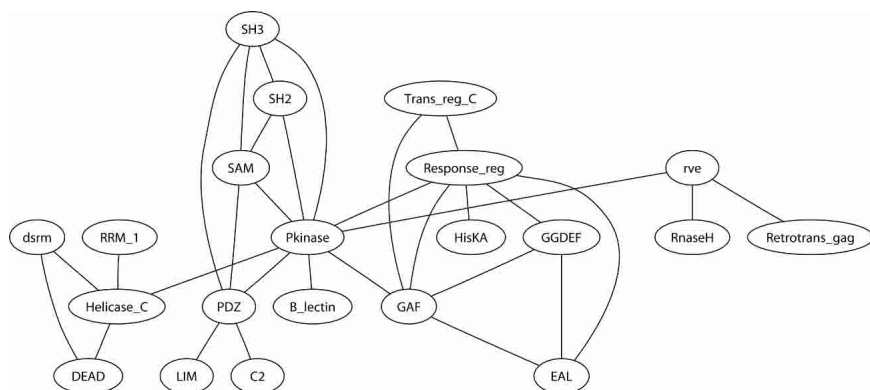 SH3
SH2
Trans_reg_C
SAM
Response_reg
rve
dsrm
RRM_1
Pkinase
HisKA
GGDEF
RnaseH
Retrotrans_gag
Helicase_C
PDZ
B_lectin
GAF
DEAD
LIM
C2
EAL